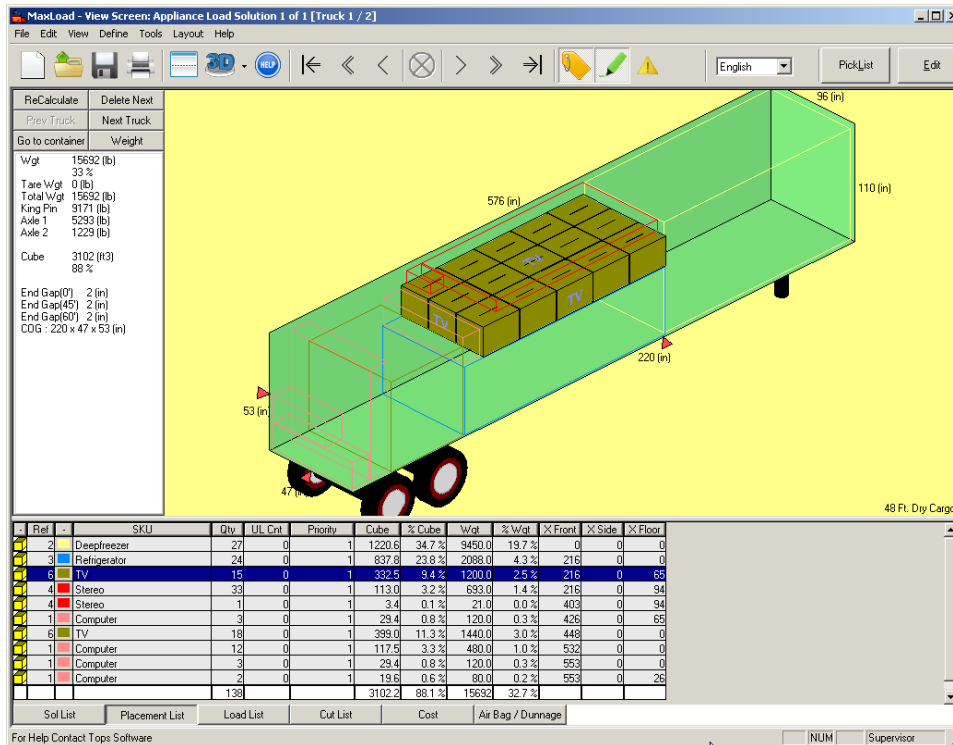 MaxLoad - View Screen: Appliance Load Solution 1 of 1 [Truck 1 / 2]
File Edit View Define Tools Layout Help
3D HELP English PickList Edit
ReCalculate Delete Next
Prev Truck Next Truck
Go to container Weight
Wgt 15692 (lb)
33 %
Tare Wgt 0 (lb)
Total Wgt 15692 (lb)
King Pin 9171 (lb)
Axle 1 5293 (lb)
Axle 2 1229 (lb)
Cube 3102 (ft3)
88 %
End Gap(0') 2 (in)
End Gap(45') 2 (in)
End Gap(60') 2 (in)
COG : 220 x 47 x 53 (in)
96 (in)
110 (in)
576 (in)
TV
TV
TV
220 (in)
53 (in)
47 (in)
48 Ft. Dry Cargo
- Ref - SKU Qty UL Cnt Priority Cube % Cube Wgt % Wgt X Front X Side X Floor
2 Deepfreezer 27 0 1 1220.6 34.7 % 9450.0 19.7 % 0 0 0
3 Refrigerator 24 0 1 837.8 23.8 % 2088.0 4.3 % 216 0 0
6 TV 15 0 1 332.5 9.4 % 1200.0 2.5 % 216 0 65
4 Stereo 33 0 1 113.0 3.2 % 693.0 1.4 % 216 0 94
4 Stereo 1 0 1 3.4 0.1 % 21.0 0.0 % 403 0 94
1 Computer 3 0 1 29.4 0.8 % 120.0 0.3 % 426 0 65
6 TV 18 0 1 399.0 11.3 % 1440.0 3.0 % 448 0 0
1 Computer 12 0 1 117.5 3.3 % 480.0 1.0 % 532 0 0
1 Computer 3 0 1 29.4 0.8 % 120.0 0.3 % 553 0 0
1 Computer 2 0 1 19.6 0.6 % 80.0 0.2 % 553 0 26
138 3102.2 88.1 % 15692 32.7 %
Sol List Placement List Load List Cut List Cost Air Bag / Dunnage
For Help Contact Tops Software NUM Supervisor